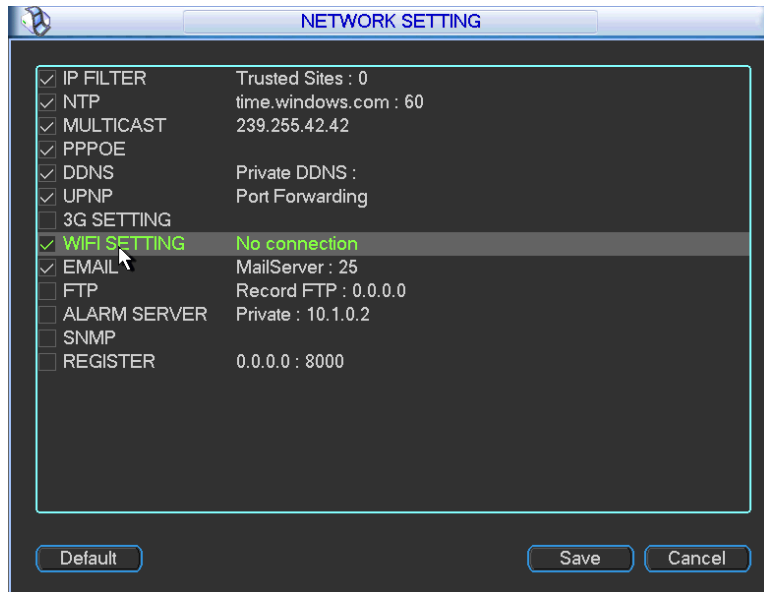 NETWORK SETTING
IP FILTER Trusted Sites : 0
NTP time.windows.com : 60
MULTICAST 239.255.42.42
PPPOE
DDNS Private DDNS :
UPNP Port Forwarding
3G SETTING
WIFI SETTING No connection
EMAIL MailServer : 25
FTP Record FTP : 0.0.0.0
ALARM SERVER Private : 10.1.0.2
SNMP
REGISTER 0.0.0.0 : 8000
Default Save Cancel